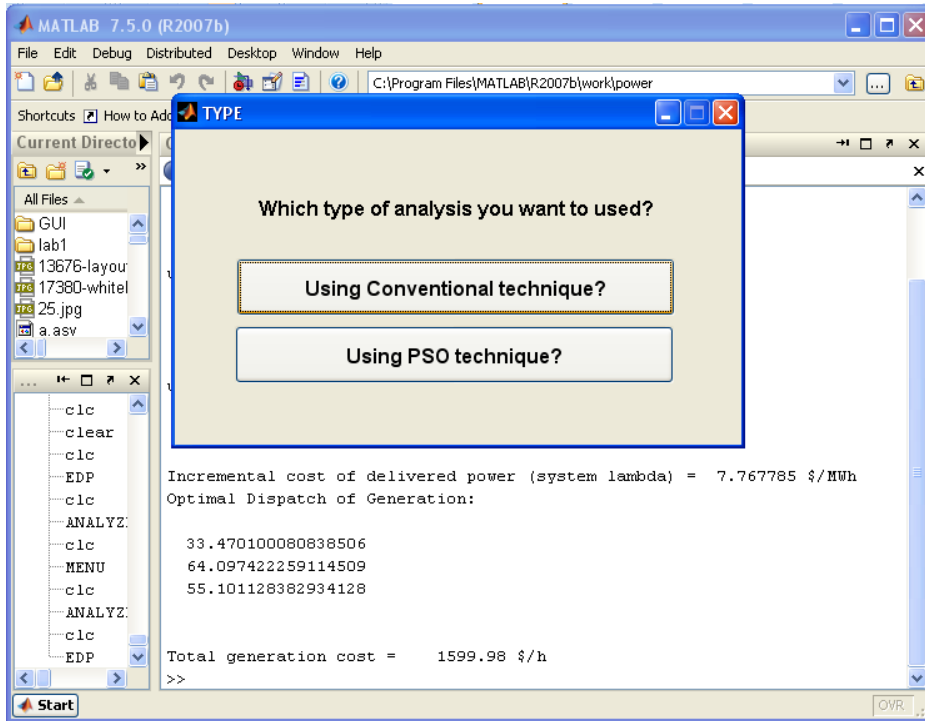 MATLAB 7.5.0 (R2007b)
File Edit Debug Distributed Desktop Window Help
C:\Program Files\MATLAB\R2007b\work\power
Shortcuts How to Add
TYPE
Current Directo
All Files
GUI
lab1
13676-layou
17380-whitel
25.jpg
a.asv
Which type of analysis you want to used?
Using Conventional technique?
Using PSO technique?
clc
clear
clc
EDP
clc
ANALYZ
clc
MENU
clc
ANALYZ
clc
EDP
Incremental cost of delivered power (system lambda) = 7.767785 $/MWh
Optimal Dispatch of Generation:
33.470100080838506
64.097422259114509
55.101128382934128
Total generation cost = 1599.98 $/h
>>
Start
OVR